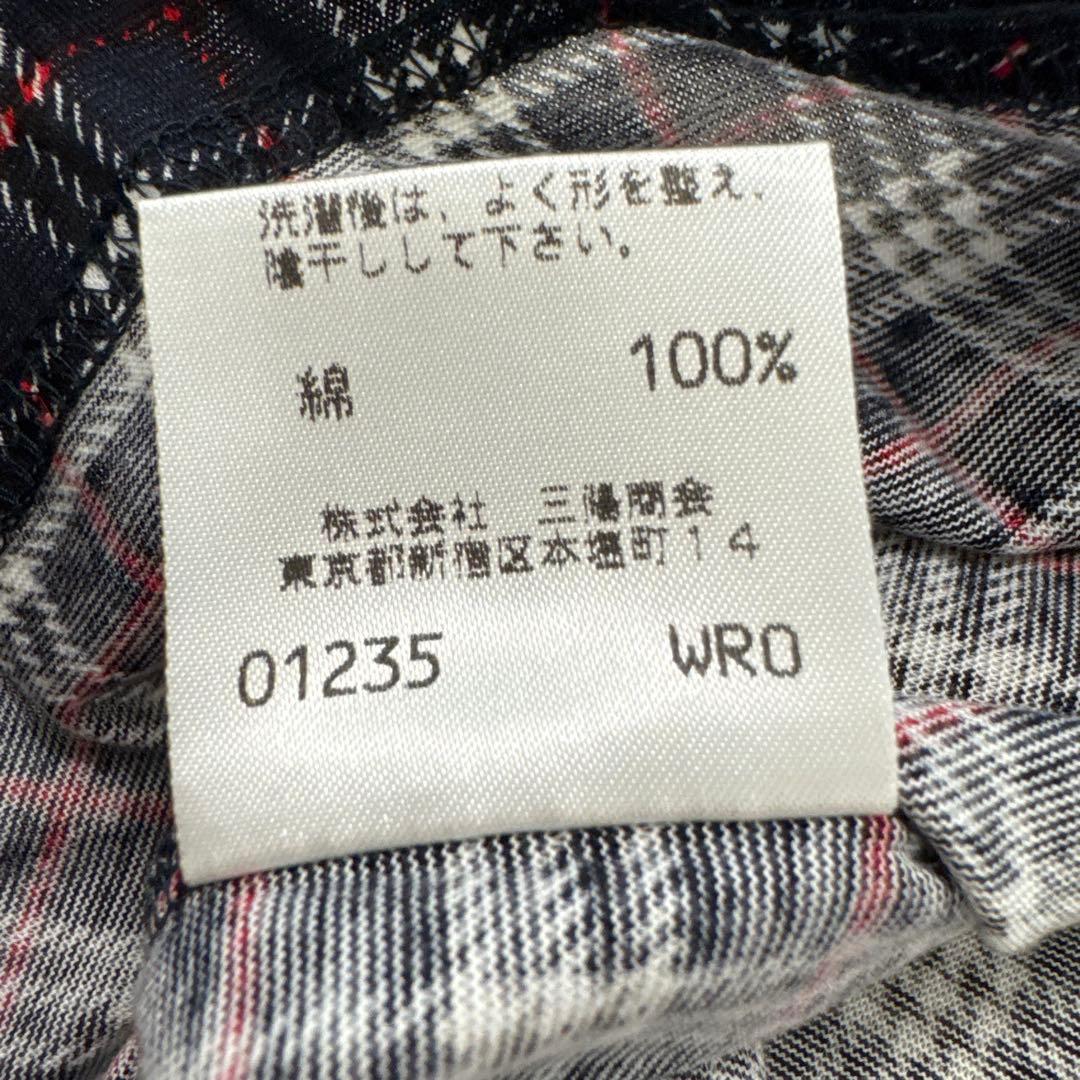 洗濯後は、よく形を整え、
陰干しして下さい。
綿 100%
株式会社 三陽商会
東京都新宿区本塩町14
01235 WRO